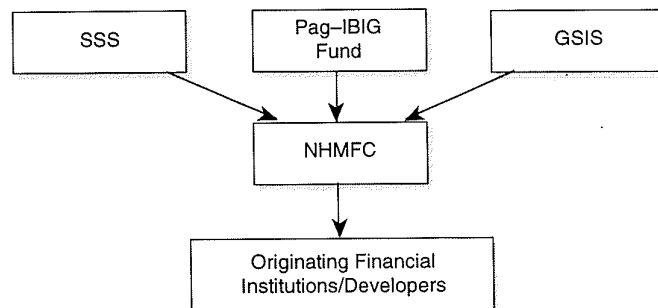 SSS
Pag–IBIG
Fund
GSIS
NHMFC
Originating Financial
Institutions/Developers